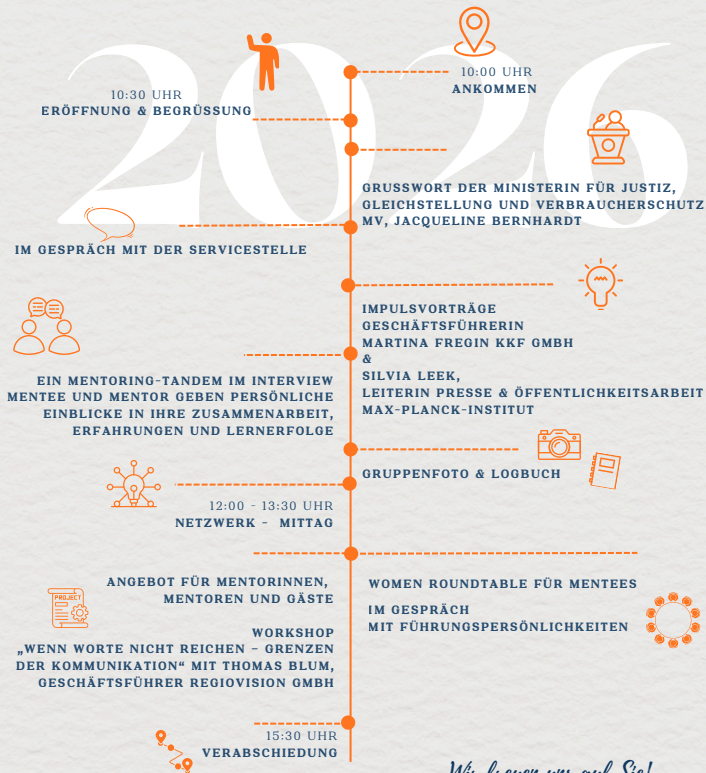 2026
10:00 UHR
ANKOMMEN
10:30 UHR
ERÖFFNUNG & BEGRÜSSUNG
GRUSSWORT DER MINISTERIN FÜR JUSTIZ,
GLEICHSTELLUNG UND VERBRAUCHERSCHUTZ
MV, JACQUELINE BERNHARDT
IM GESPRÄCH MIT DER SERVICESTELLE
IMPULSVORTRÄGE
GESCHÄFTSFÜHRERIN
MARTINA FREGIN KKF GMBH
&
SILVIA LEEK,
LEITERIN PRESSE & ÖFFENTLICHKEITSARBEIT
MAX-PLANCK-INSTITUT
EIN MENTORING-TANDEM IM INTERVIEW
MENTEE UND MENTOR GEBEN PERSÖNLICHE
EINBLICKE IN IHRE ZUSAMMENARBEIT,
ERFAHRUNGEN UND LERNERFOLGE
GRUPPENFOTO & LOGBUCH
12:00 - 13:30 UHR
NETZWERK - MITTAG
ANGEBOT FÜR MENTORINNEN,
MENTOREN UND GÄSTE
WORKSHOP
„WENN WORTE NICHT REICHEN – GRENZEN
DER KOMMUNIKATION“ MIT THOMAS BLUM,
GESCHÄFTSFÜHRER REGIOVISION GMBH
PROJECT
WOMEN ROUNDTABLE FÜR MENTEES
IM GESPRÄCH
MIT FÜHRUNGSPERSÖNLICHKEITEN
15:30 UHR
VERABSCHIEDUNG
Wir freuen uns auf Sie!